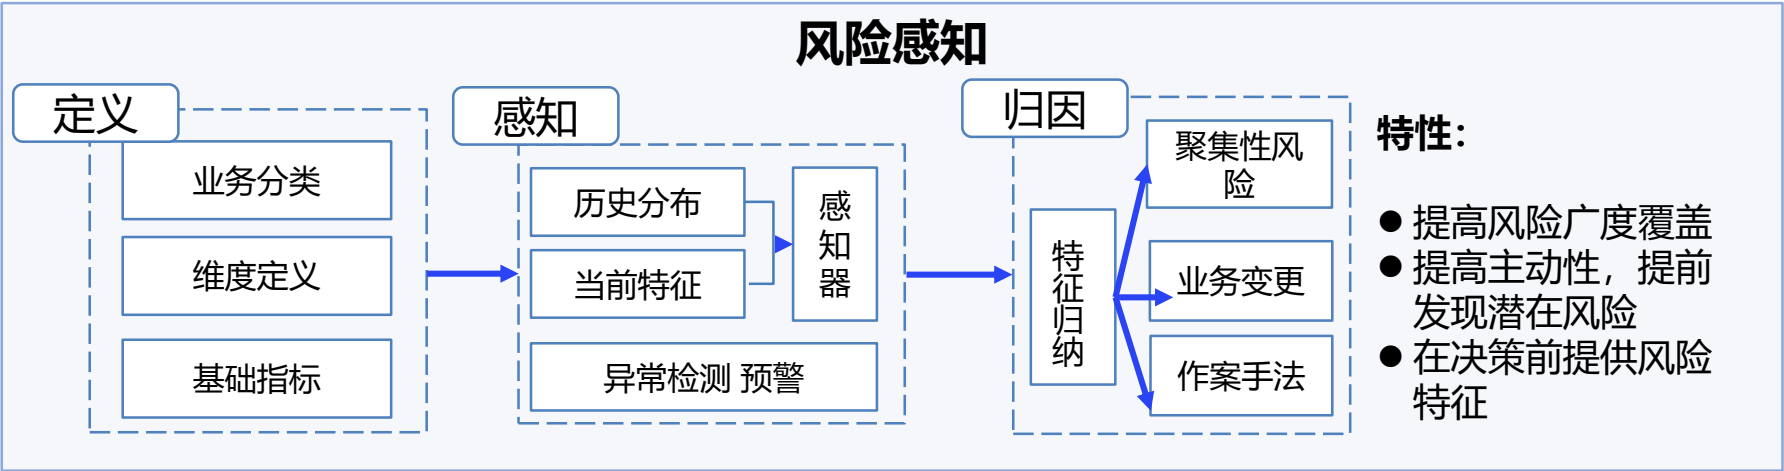 风险感知
定义
业务分类
维度定义
基础指标
感知
历史分布
当前特征
感
知
器
异常检测 预警
归因
特
征
归
纳
聚集性风
险
业务变更
作案手法
特性：
● 提高风险广度覆盖
● 提高主动性，提前
发现潜在风险
● 在决策前提供风险
特征